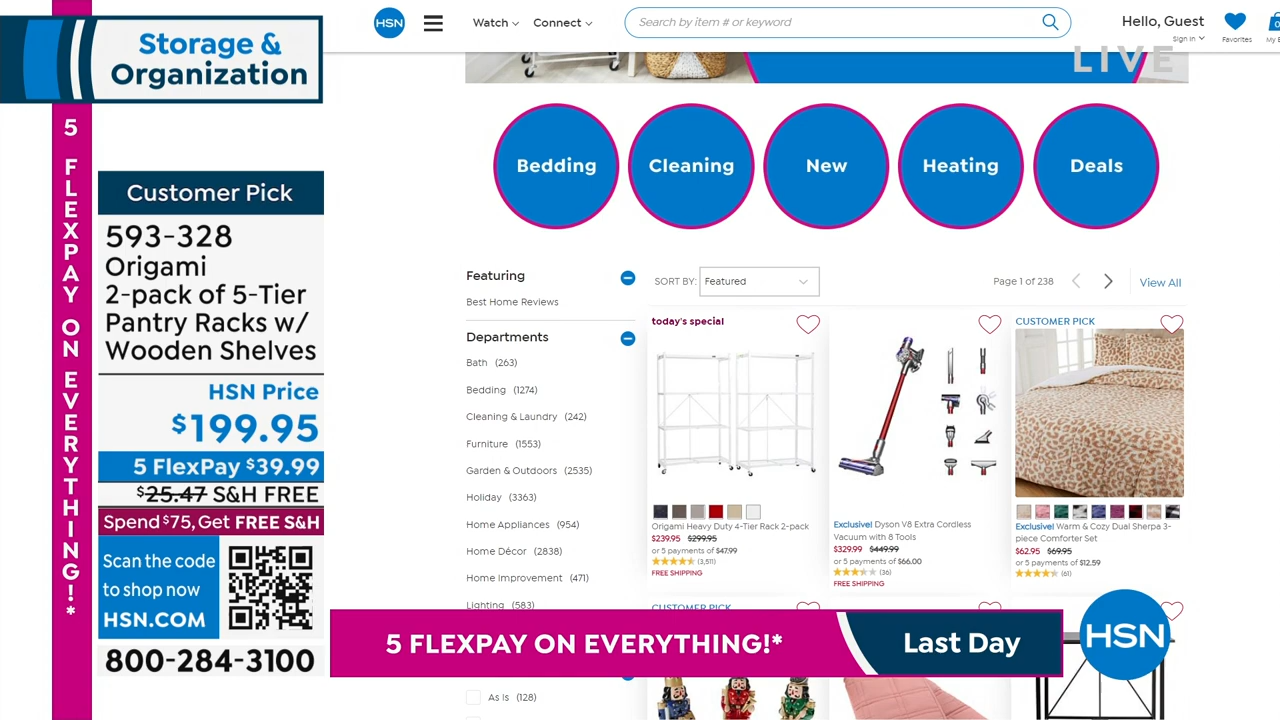 Storage &
Organization
5 FLEXPAY ON EVERYTHING!*
Customer Pick
593-328
Origami
2-pack of 5-Tier
Pantry Racks w/
Wooden Shelves
HSN Price
$199.95
5 FlexPay $39.99
$25.47 S&H FREE
Spend $75, Get FREE S&H
Scan the code
to shop now
HSN.COM
800-284-3100
HSN
Watch
Connect
Search by item # or keyword
Hello, Guest
Sign In
Favorites
0
LIVE
Bedding
Cleaning
New
Heating
Deals
Featuring
Best Home Reviews
Departments
Bath (263)
Bedding (1274)
Cleaning & Laundry (242)
Furniture (1553)
Garden & Outdoors (2535)
Holiday (3363)
Home Appliances (954)
Home Décor (2838)
Home Improvement (471)
Lighting (583)
As Is (128)
SORT BY: Featured
Page 1 of 238
View All
today's special
Origami Heavy Duty 4-Tier Rack 2-pack
$239.95 $299.95
or 5 payments of $47.99
(3,511)
FREE SHIPPING
Exclusive! Dyson V8 Extra Cordless
Vacuum with 8 Tools
$329.99 $449.99
or 5 payments of $66.00
(36)
FREE SHIPPING
CUSTOMER PICK
Exclusive! Warm & Cozy Dual Sherpa 3-
piece Comforter Set
$62.95 $69.95
or 5 payments of $12.59
(61)
CUSTOMER PICK
5 FLEXPAY ON EVERYTHING!*
Last Day
HSN